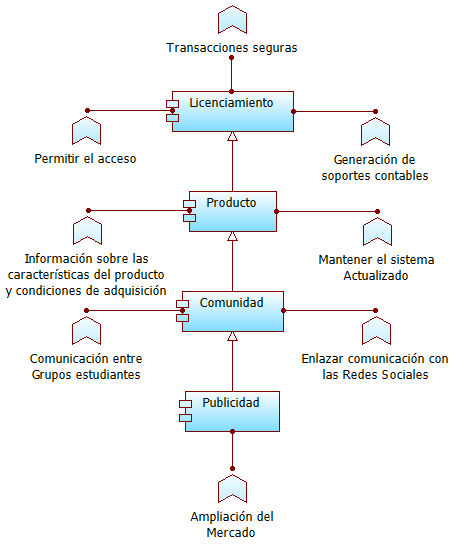 Transacciones seguras
Licenciamiento
Permitir el acceso
Generación de
soportes contables
Producto
Información sobre las
características del producto
y condiciones de adquisición
Mantener el sistema
Actualizado
Comunidad
Comunicación entre
Grupos estudiantes
Enlazar comunicación con
las Redes Sociales
Publicidad
Ampliación del
Mercado